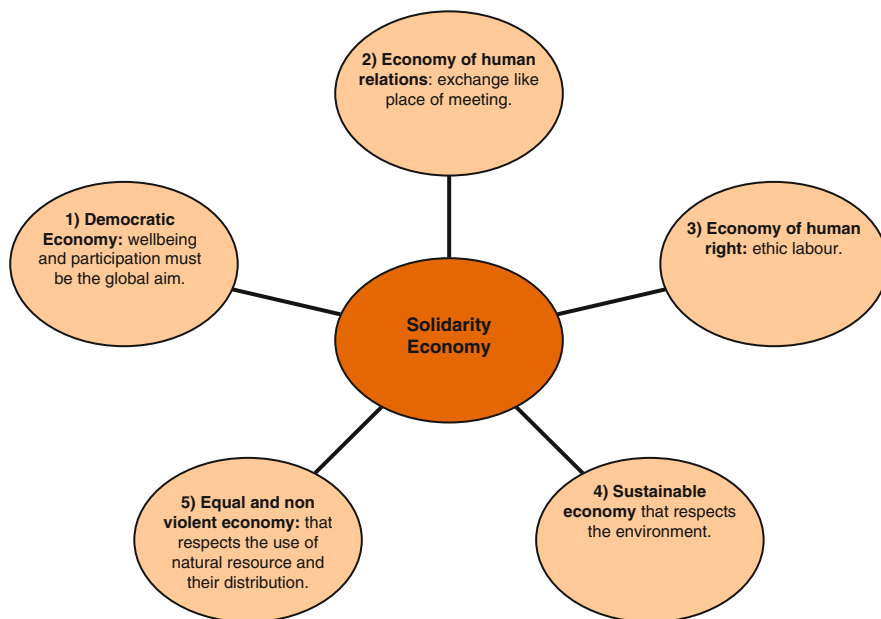 1) Democratic
Economy: wellbeing
and participation must
be the global aim.
2) Economy of human
relations: exchange like
place of meeting.
3) Economy of human
right: ethic labour.
Solidarity
Economy
4) Sustainable
economy that respects
the environment.
5) Equal and non
violent economy: that
respects the use of
natural resource and
their distribution.